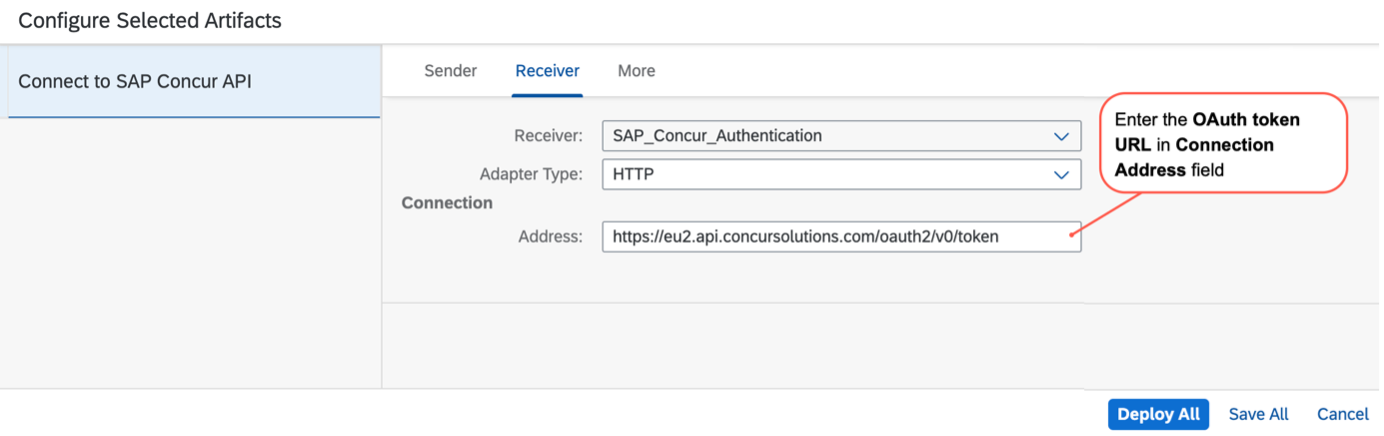 Configure Selected Artifacts
Connect to SAP Concur API
Sender Receiver More
Receiver: SAP_Concur_Authentication
Adapter Type: HTTP
Connection
Address: https://eu2.api.concursolutions.com/oauth2/v0/token
Enter the OAuth token
URL in Connection
Address field
Deploy All Save All Cancel